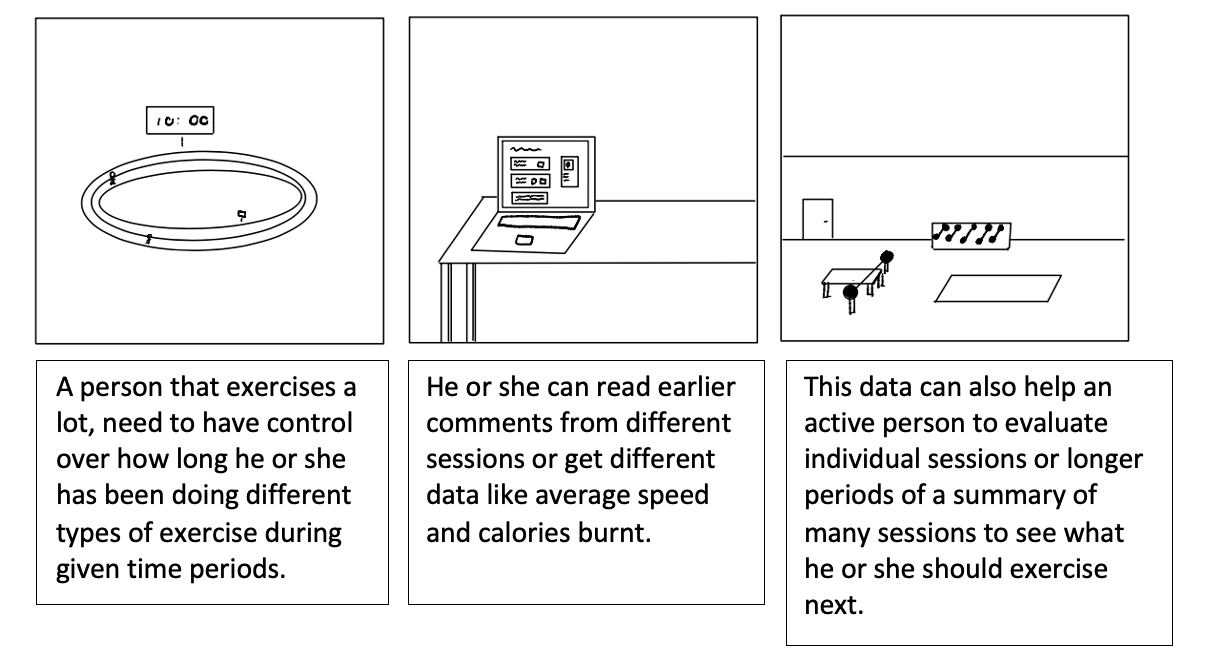 10:00
A person that exercises a
lot, need to have control
over how long he or she
has been doing different
types of exercise during
given time periods.
He or she can read earlier
comments from different
sessions or get different
data like average speed
and calories burnt.
This data can also help an
active person to evaluate
individual sessions or longer
periods of a summary of
many sessions to see what
he or she should exercise
next.